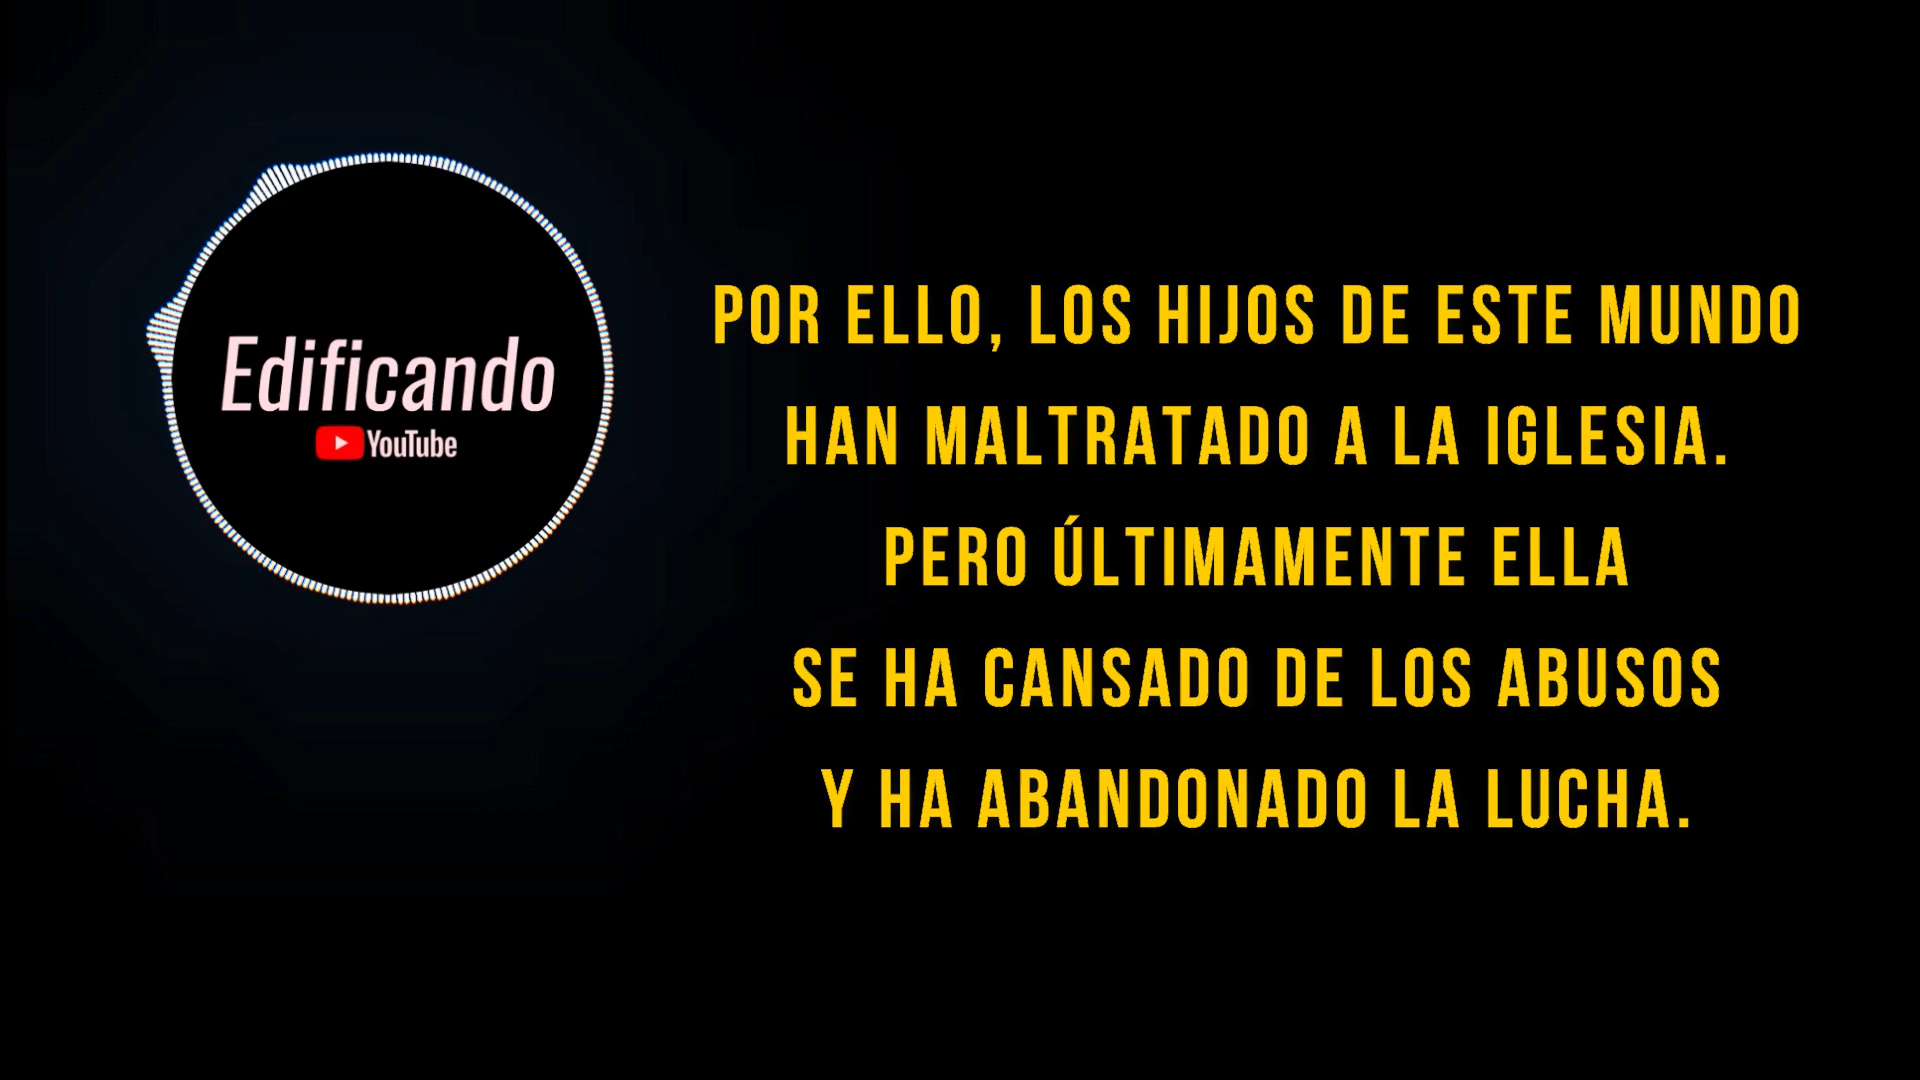 Edificando
YouTube
POR ELLO, LOS HIJOS DE ESTE MUNDO
HAN MALTRATADO A LA IGLESIA.
PERO ÚLTIMAMENTE ELLA
SE HA CANSADO DE LOS ABUSOS
Y HA ABANDONADO LA LUCHA.